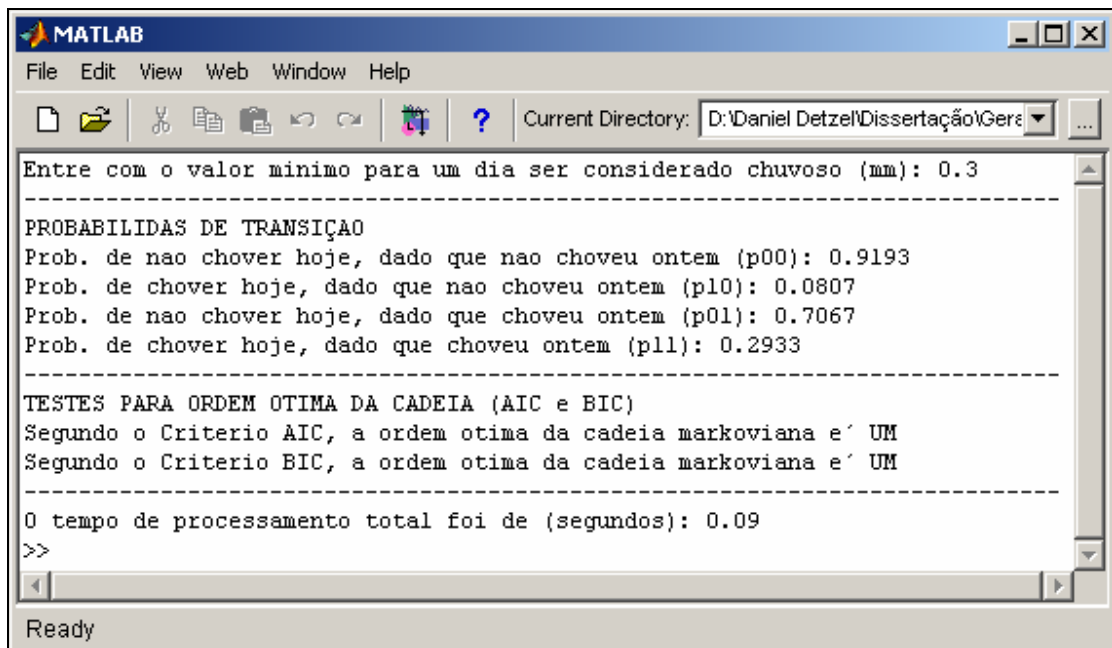 MATLAB
File Edit View Web Window Help
? Current Directory: D:\Daniel Detzel\Dissertação\Gera ...
Entre com o valor minimo para um dia ser considerado chuvoso (mm): 0.3
----------------------------------------------------------------------------
PROBABILIDAS DE TRANSIÇAO
Prob. de nao chover hoje, dado que nao choveu ontem (p00): 0.9193
Prob. de chover hoje, dado que nao choveu ontem (p10): 0.0807
Prob. de nao chover hoje, dado que choveu ontem (p01): 0.7067
Prob. de chover hoje, dado que choveu ontem (p11): 0.2933
----------------------------------------------------------------------------
TESTES PARA ORDEM OTIMA DA CADEIA (AIC e BIC)
Segundo o Criterio AIC, a ordem otima da cadeia markoviana e´ UM
Segundo o Criterio BIC, a ordem otima da cadeia markoviana e´ UM
----------------------------------------------------------------------------
O tempo de processamento total foi de (segundos): 0.09
>>
Ready